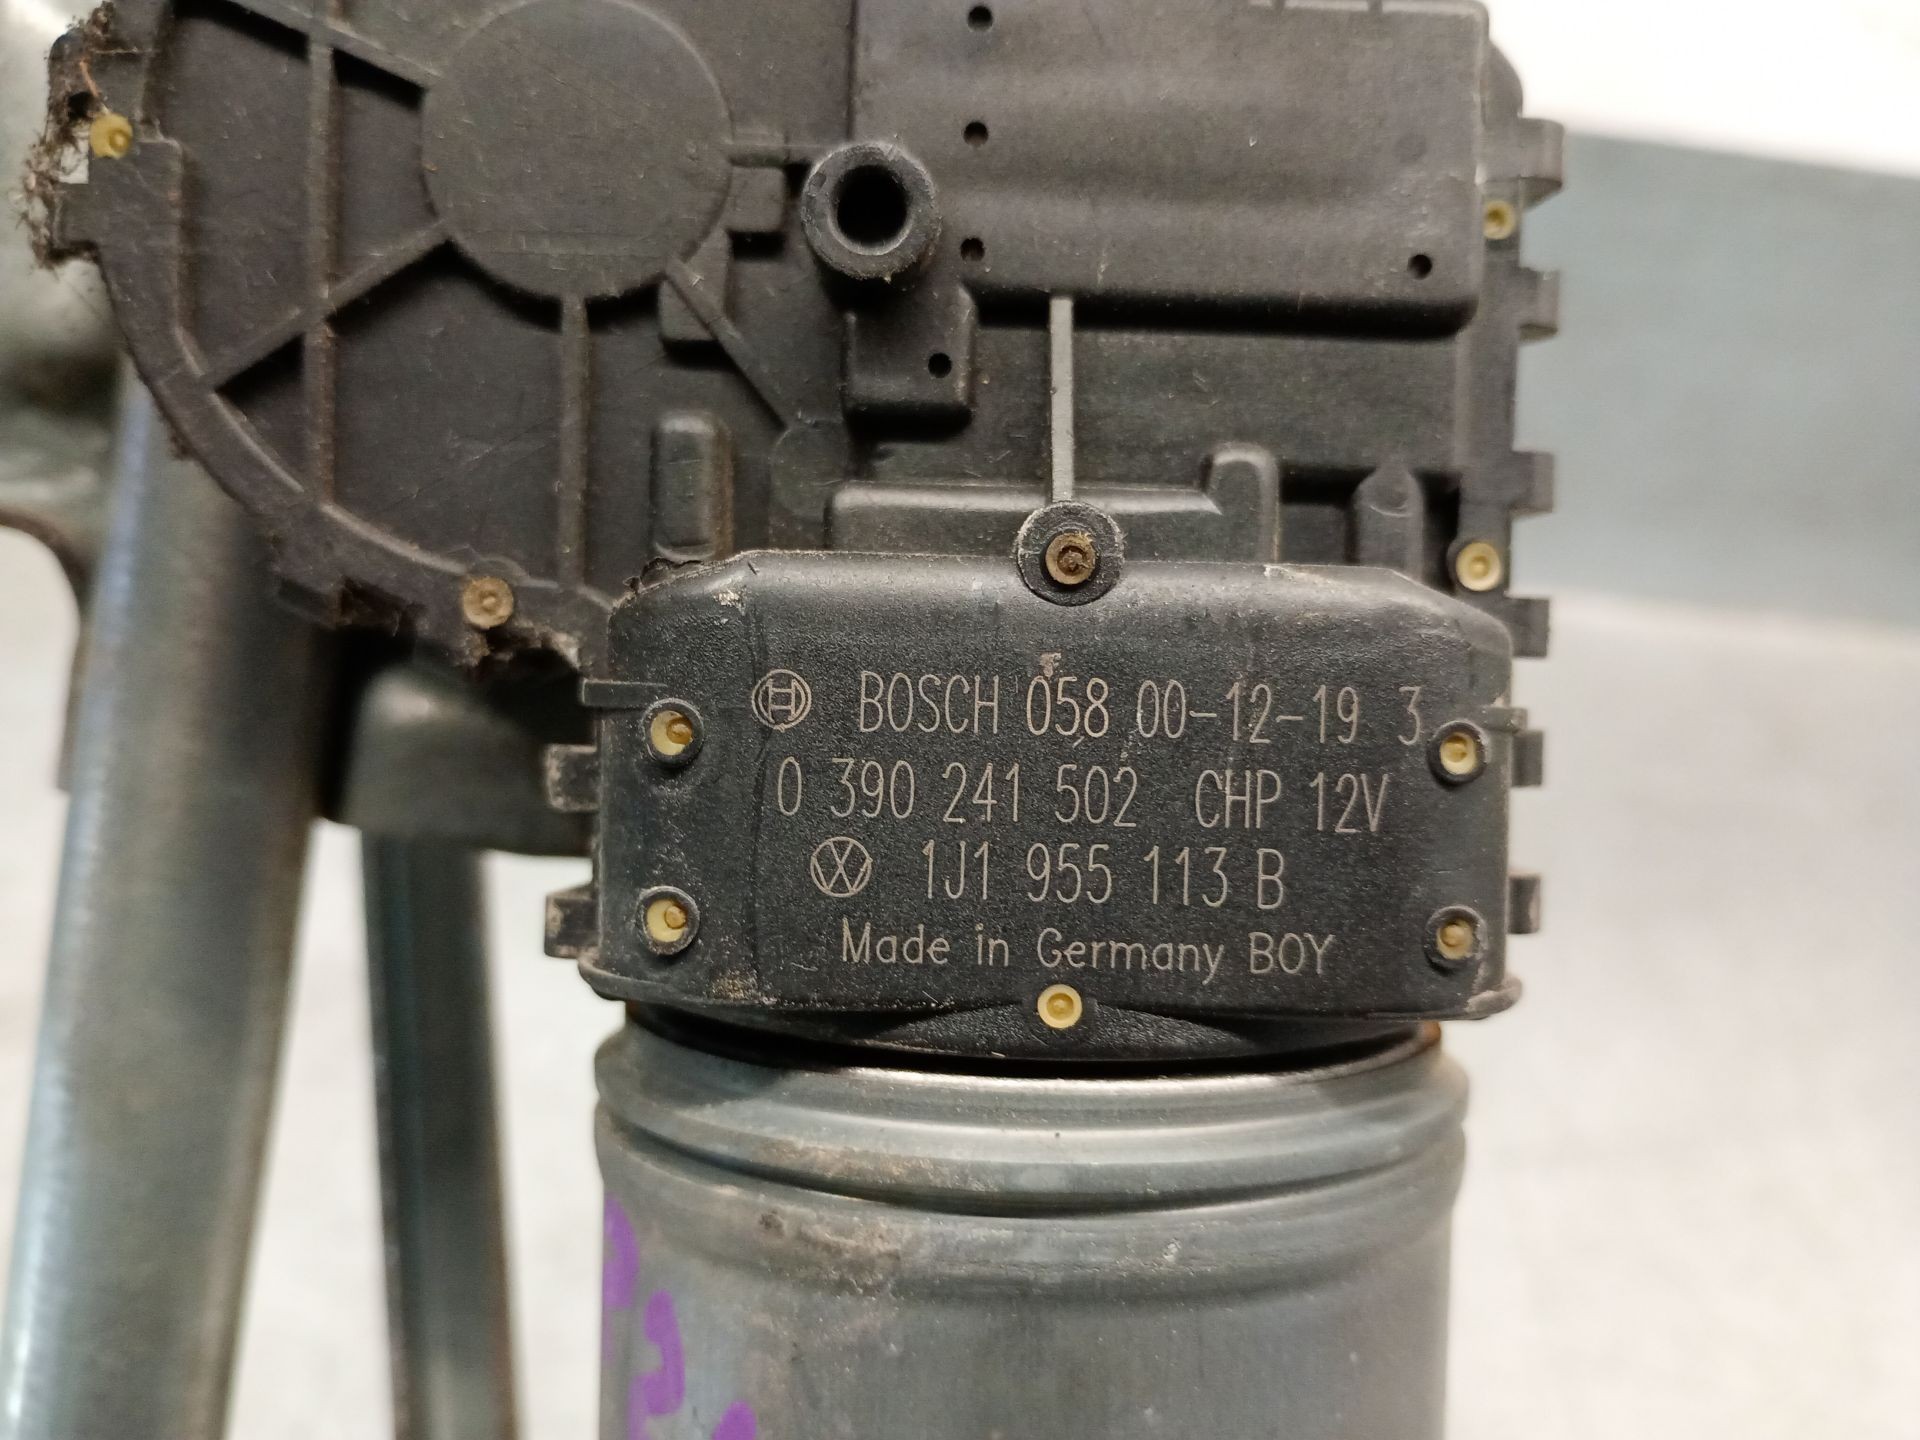 BOSCH 058 00-12-19 3
0 390 241 502 CHP 12V
1J1 955 113 B
Made in Germany BOY